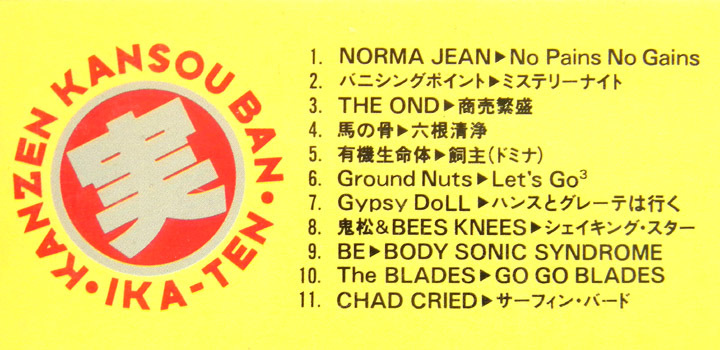 KANZEN KANSOU BAN・IKA-TEN・
実
1. NORMA JEAN▶No Pains No Gains
2. バニシングポイント▶ミステリーナイト
3. THE OND▶商売繁盛
4. 馬の骨▶六根清浄
5. 有機生命体▶飼主(ドミナ)
6. Ground Nuts▶Let's Go³
7. Gypsy DoLL▶ハンスとグレーテは行く
8. 鬼松&BEES KNEES▶シェイキング・スター
9. BE▶BODY SONIC SYNDROME
10. The BLADES▶GO GO BLADES
11. CHAD CRIED▶サーフィン・バード